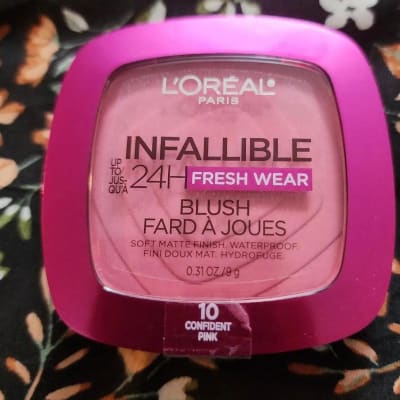 L'ORÉAL
PARIS
INFALLIBLE
UP TO/
JUS-
QU'À
24H FRESH WEAR
BLUSH
FARD À JOUES
SOFT MATTE FINISH. WATERPROOF.
FINI DOUX MAT. HYDROFUGE.
0.31 OZ/9 g
10
CONFIDENT
PINK